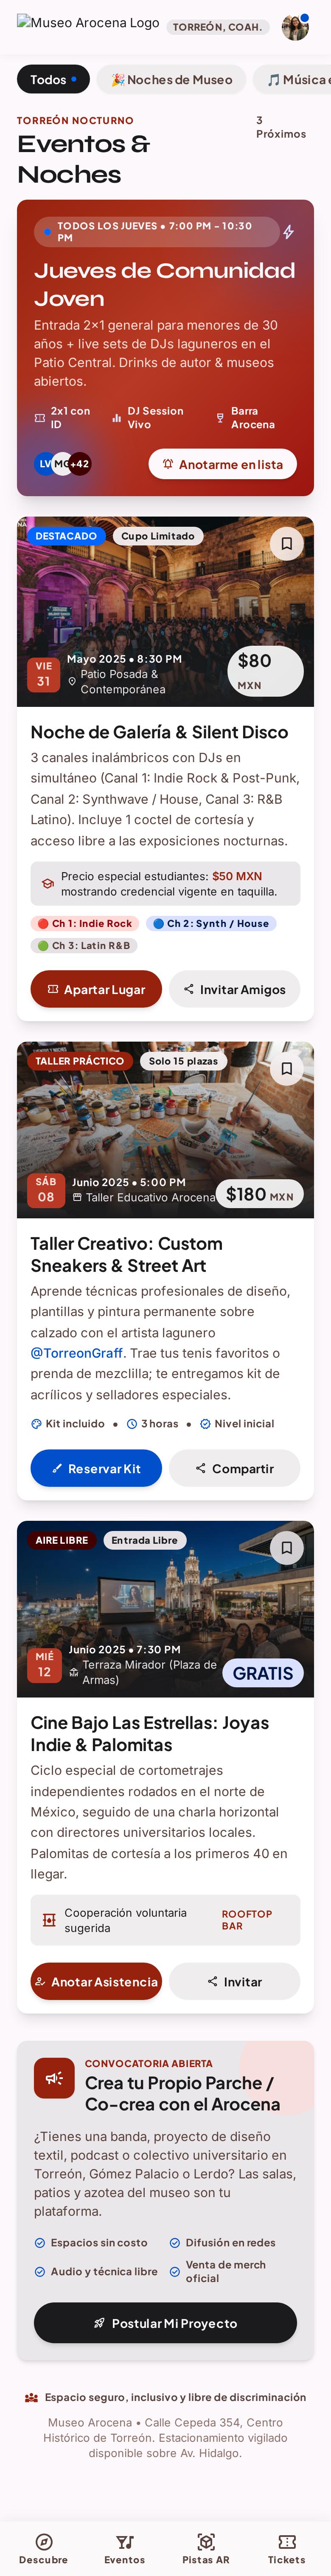 Museo Arocena Logo
TORREÓN, COAH.
Todos
🎉 Noches de Museo
🎵 Música e
TORREÓN NOCTURNO
Eventos &
Noches
3
Próximos
TODOS LOS JUEVES • 7:00 PM - 10:30
PM
Jueves de Comunidad
Joven
Entrada 2×1 general para menores de 30
años + live sets de DJs laguneros en el
Patio Central. Drinks de autor & museos
abiertos.
2x1 con
ID
DJ Session
Vivo
Barra
Arocena
LV
MG
+42
Anotarme en lista
DESTACADO
Cupo Limitado
VIE
31
Mayo 2025 • 8:30 PM
Patio Posada &
Contemporánea
$80
MXN
Noche de Galería & Silent Disco
3 canales inalámbricos con DJs en
simultáneo (Canal 1: Indie Rock & Post-Punk,
Canal 2: Synthwave / House, Canal 3: R&B
Latino). Incluye 1 coctel de cortesía y
acceso libre a las exposiciones nocturnas.
Precio especial estudiantes: $50 MXN
mostrando credencial vigente en taquilla.
🔴 Ch 1: Indie Rock
🔵 Ch 2: Synth / House
🟢 Ch 3: Latin R&B
Apartar Lugar
Invitar Amigos
TALLER PRÁCTICO
Solo 15 plazas
SÁB
08
Junio 2025 • 5:00 PM
Taller Educativo Arocena
$180 MXN
Taller Creativo: Custom
Sneakers & Street Art
Aprende técnicas profesionales de diseño,
plantillas y pintura permanente sobre
calzado con el artista lagunero
@TorreonGraff. Trae tus tenis favoritos o
prenda de mezclilla; te entregamos kit de
acrílicos y selladores especiales.
Kit incluido • 3 horas • Nivel inicial
Reservar Kit
Compartir
AIRE LIBRE
Entrada Libre
MIÉ
12
Junio 2025 • 7:30 PM
Terraza Mirador (Plaza de
Armas)
GRATIS
Cine Bajo Las Estrellas: Joyas
Indie & Palomitas
Ciclo especial de cortometrajes
independientes rodados en el norte de
México, seguido de una charla horizontal
con directores universitarios locales.
Palomitas de cortesía a los primeros 40 en
llegar.
Cooperación voluntaria
sugerida
ROOFTOP
BAR
Anotar Asistencia
Invitar
CONVOCATORIA ABIERTA
Crea tu Propio Parche /
Co-crea con el Arocena
¿Tienes una banda, proyecto de diseño
textil, podcast o colectivo universitario en
Torreón, Gómez Palacio o Lerdo? Las salas,
patios y azotea del museo son tu
plataforma.
Espacios sin costo
Difusión en redes
Audio y técnica libre
Venta de merch
oficial
Postular Mi Proyecto
Espacio seguro, inclusivo y libre de discriminación
Museo Arocena • Calle Cepeda 354, Centro
Histórico de Torreón. Estacionamiento vigilado
disponible sobre Av. Hidalgo.
Descubre
Eventos
Pistas AR
Tickets